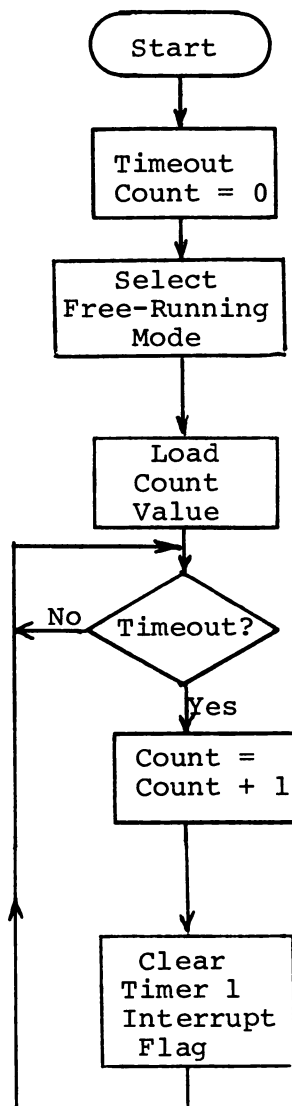 Start
Timeout
Count = 0
Select
Free-Running
Mode
Load
Count
Value
No
Timeout?
Yes
Count =
Count + 1
Clear
Timer 1
Interrupt
Flag